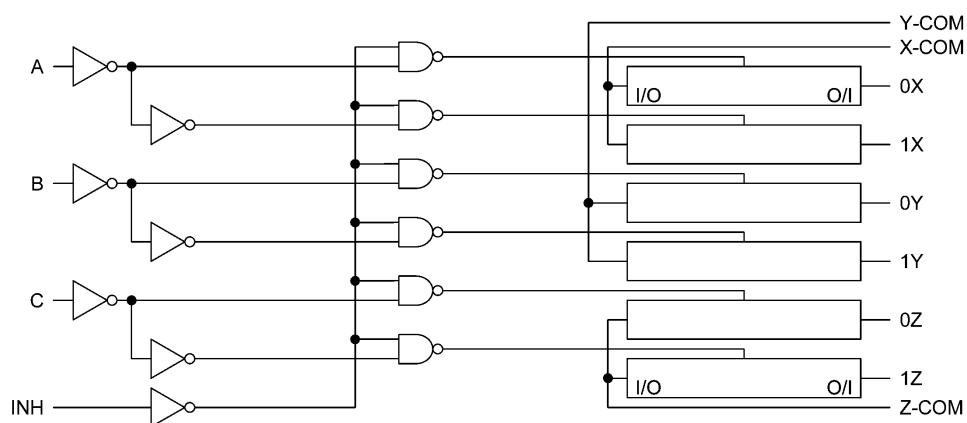 Y-COM
X-COM
A
I/O O/I
0X
1X
B
0Y
1Y
C
0Z
I/O O/I
1Z
INH
Z-COM